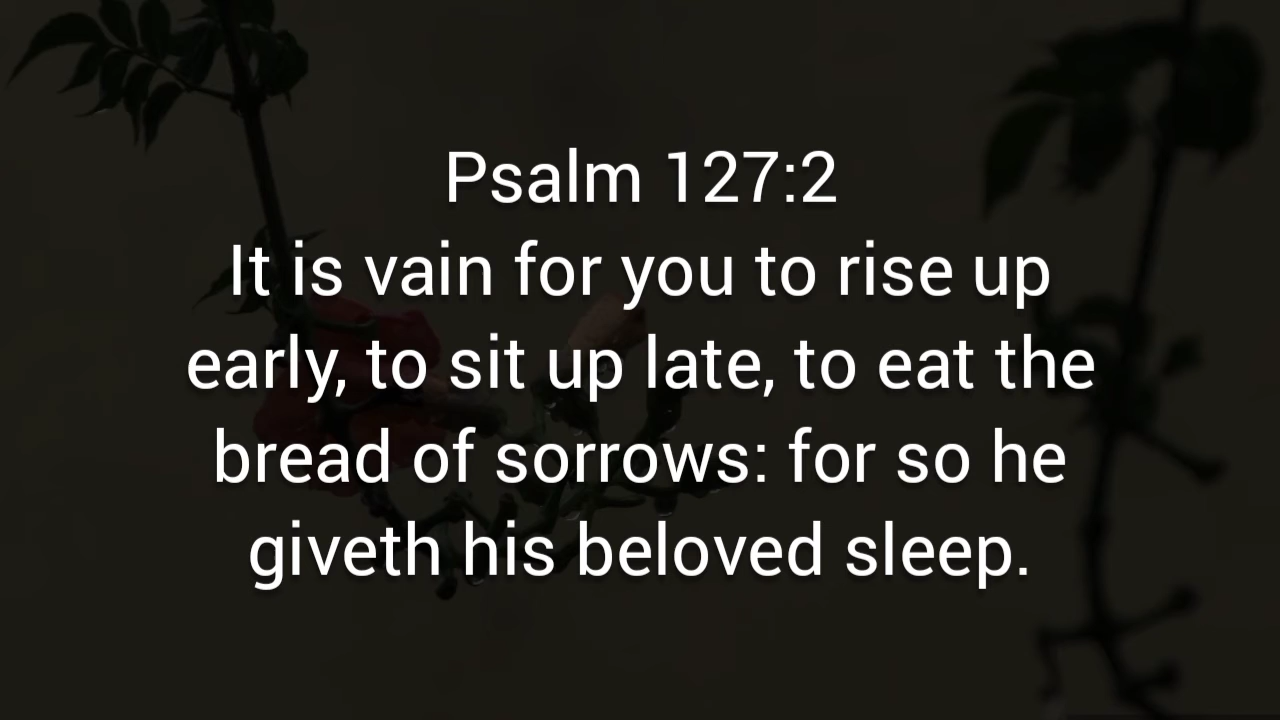 Psalm 127:2
It is vain for you to rise up
early, to sit up late, to eat the
bread of sorrows: for so he
giveth his beloved sleep.